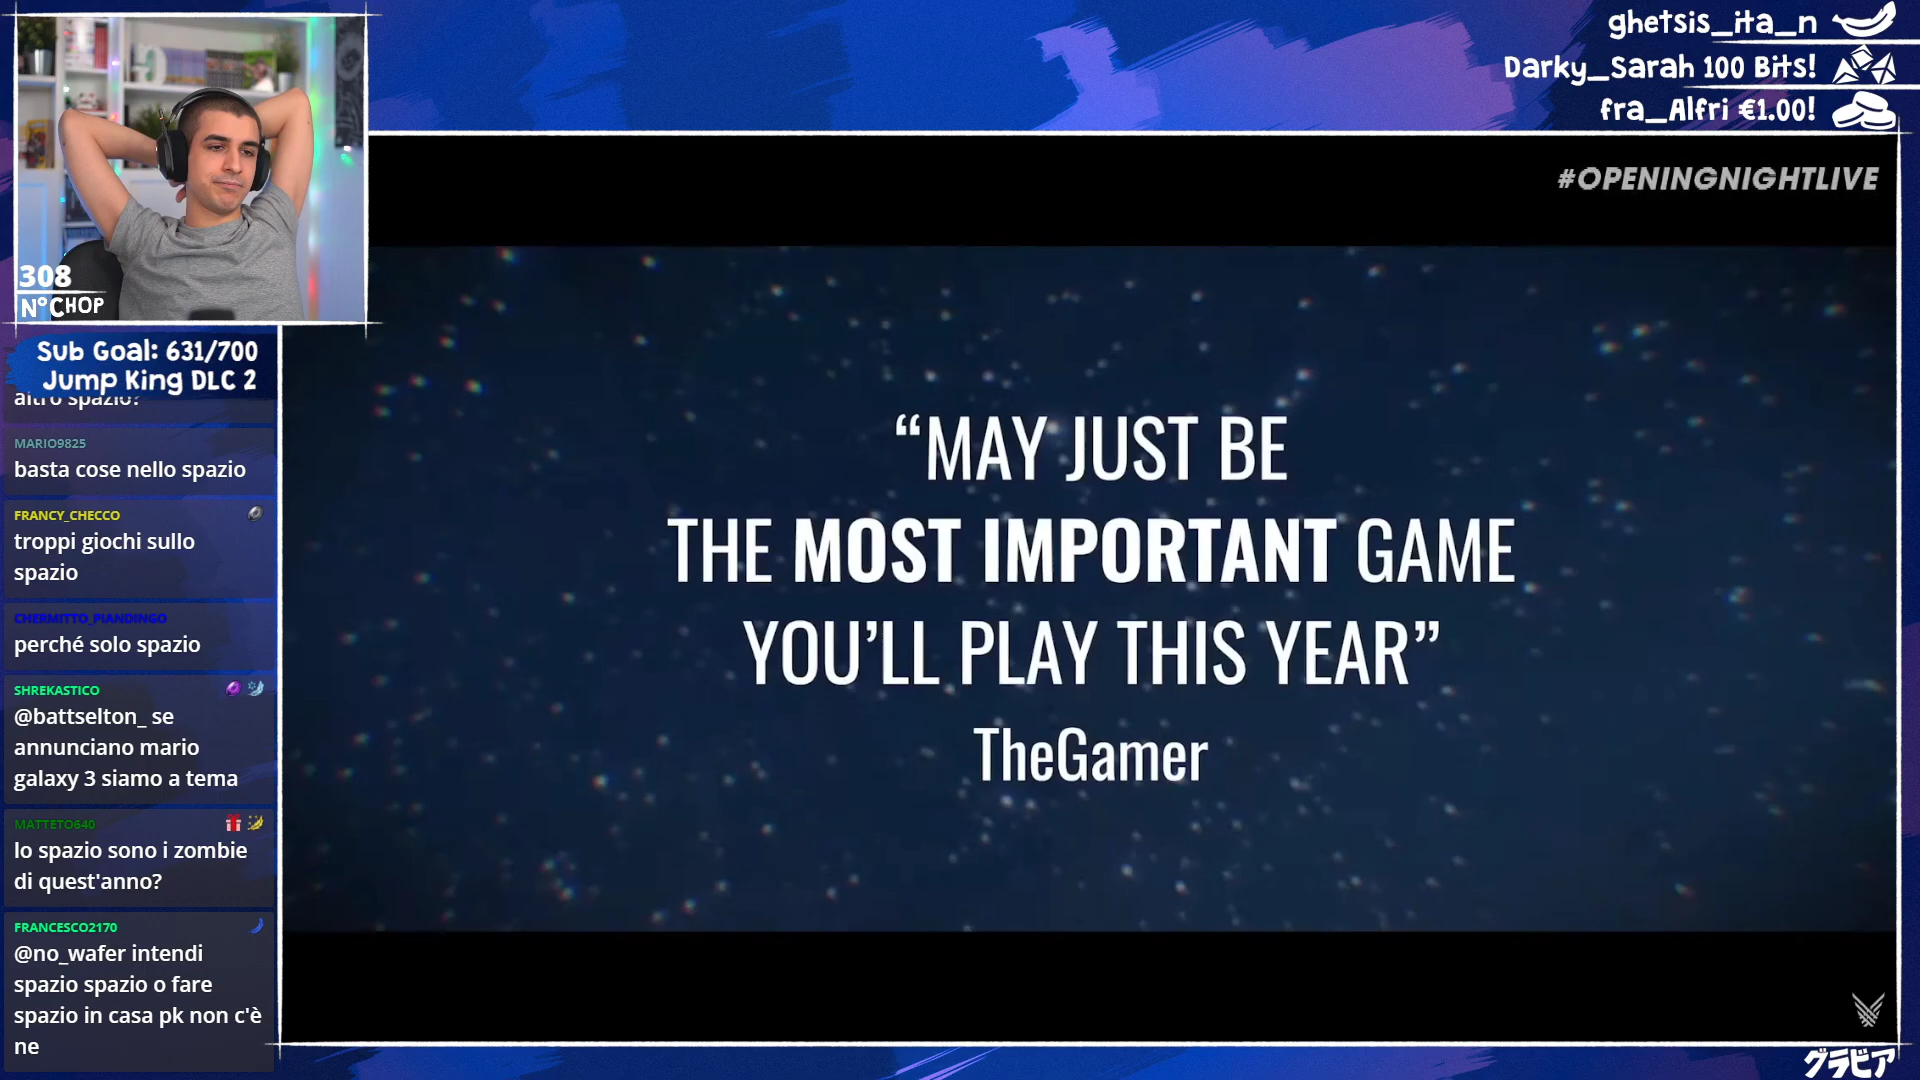 ghetsis_ita_n
Darky_Sarah 100 Bits!
fra_Alfri €1.00!
#OPENINGNIGHTLIVE
308
N°CHOP
Sub Goal: 631/700
Jump King DLC 2
altro spazio?
MARIO9825
basta cose nello spazio
FRANCY_CHECCO
troppi giochi sullo
spazio
CHERMITTO_PIANDINGO
perché solo spazio
SHREKASTICO
@battselton_ se
annunciano mario
galaxy 3 siamo a tema
MATTETO640
lo spazio sono i zombie
di quest'anno?
FRANCESCO2170
@no_wafer intendi
spazio spazio o fare
spazio in casa pk non c'è
ne
“MAY JUST BE
THE MOST IMPORTANT GAME
YOU’LL PLAY THIS YEAR”
TheGamer
グラビア